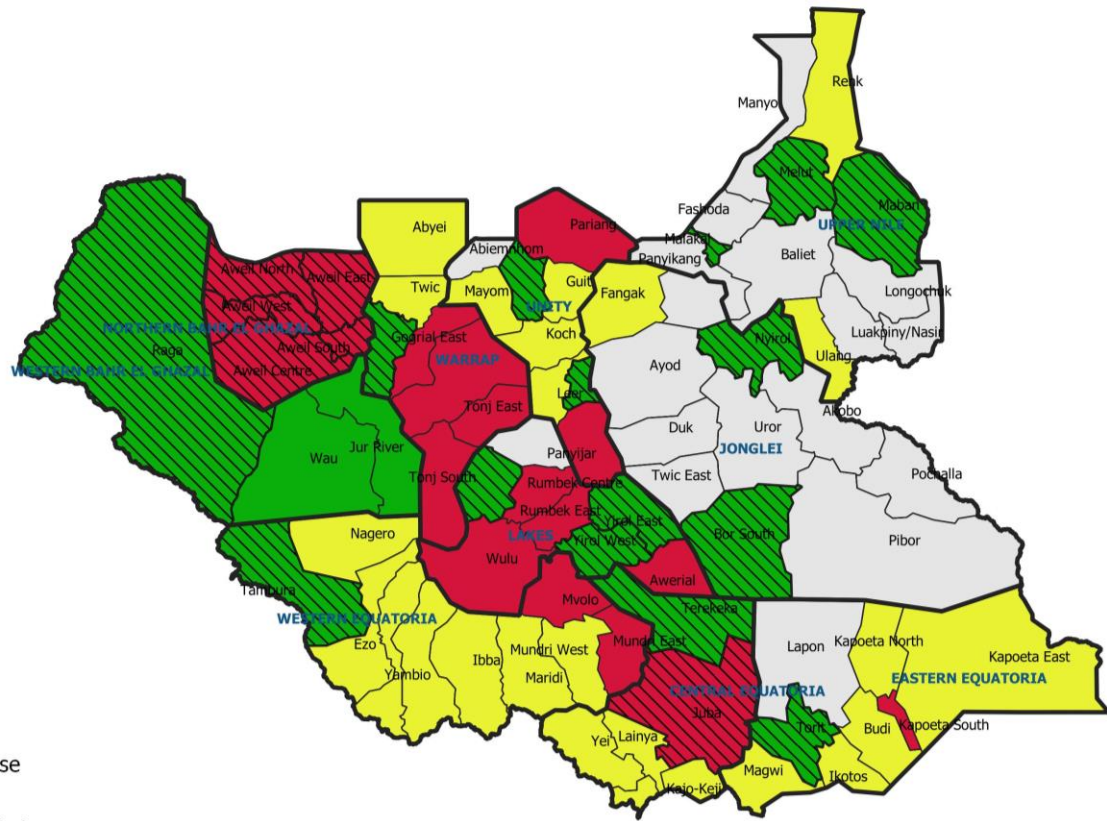 Renk
Manyo
Melut
Maban
Fashoda
UPPER NILE
Pariang
Abyei
Malakal
Abiemnhom
Panyikang
Baliet
Aweil North
Aweil East
Guit
Twic
Mayom
Fangak
Longochuk
Aweil West
UNITY
NORTHERN BAHR EL GHAZAL
Gogrial East
Koch
Nyirol
Luakpiny/Nasir
Raga
Aweil South
Ulang
WARRAP
Ayod
WESTERN BAHR EL GHAZAL
Aweil Centre
Leer
Tonj East
Akobo
Duk
Uror
Jur River
JONGLEI
Wau
Panyijar
Tonj South
Twic East
Pochalla
Rumbek Centre
Rumbek East
Yirol East
Nagero
LAKES
Yirol West
Bor South
Pibor
Wulu
Awerial
Tambura
Mvolo
Terekeka
WESTERN EQUATORIA
Mundri East
Kapoeta North
Ezo
Mundri West
Lapon
Ibba
Kapoeta East
Yambio
Maridi
EASTERN EQUATORIA
CENTRAL EQUATORIA
Juba
Torit
Kapoeta South
Budi
Yei
Lainya
se
Magwi
Ikotos
Kajo-Keji